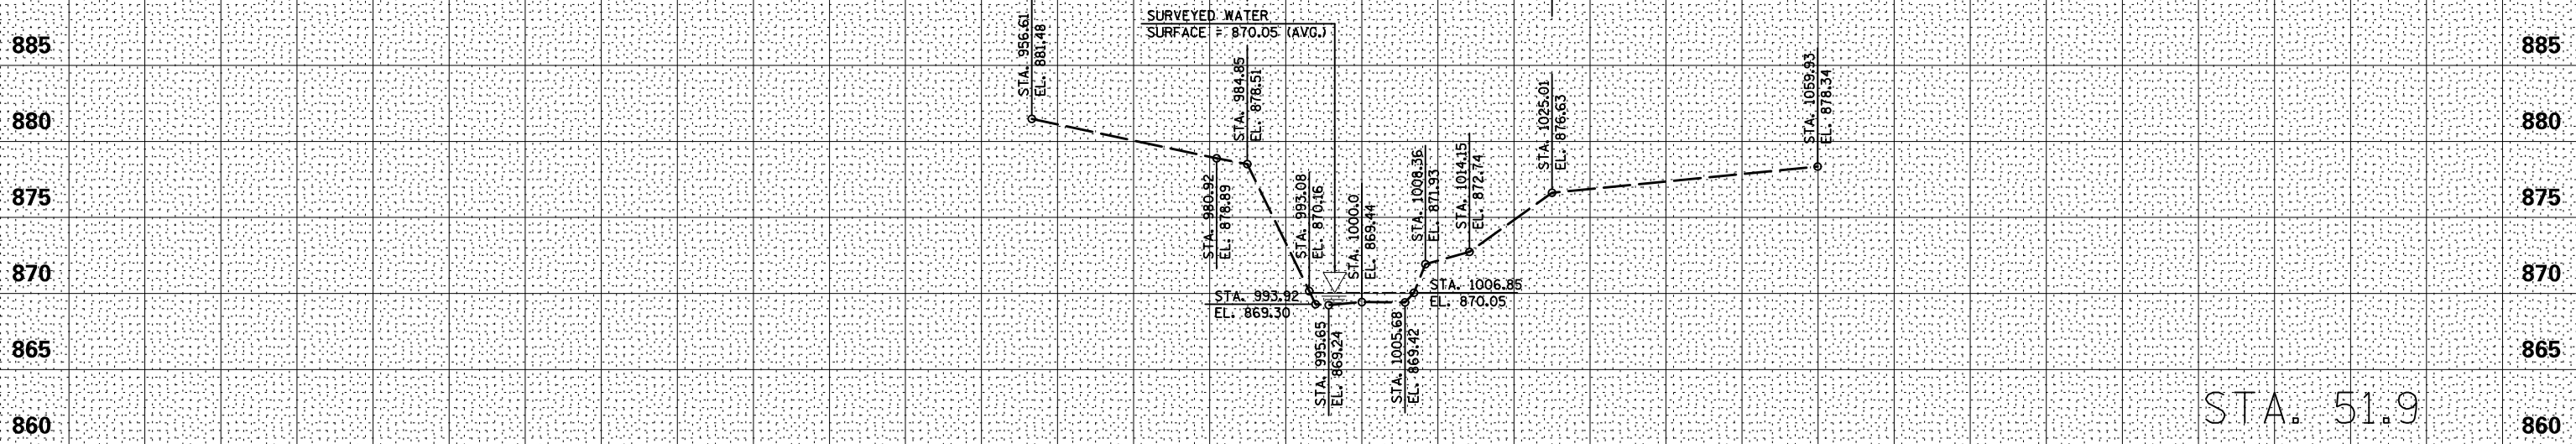 885
880
875
870
865
860
STA. 956.61
EL. 881.48
SURVEYED WATER
SURFACE = 870.05 (AVG.)
STA. 980.92
EL. 878.89
STA. 984.85
EL. 878.51
STA. 993.08
EL. 870.16
STA. 993.92
EL. 869.30
STA. 995.65
EL. 869.24
STA. 1000.0
EL. 869.44
STA. 1005.68
EL. 869.42
STA. 1006.85
EL. 870.05
STA. 1008.36
EL. 871.93
STA. 1014.15
EL. 872.74
STA. 1025.01
EL. 876.63
STA. 1059.93
EL. 878.34
885
880
875
870
865
860
STA. 51.9